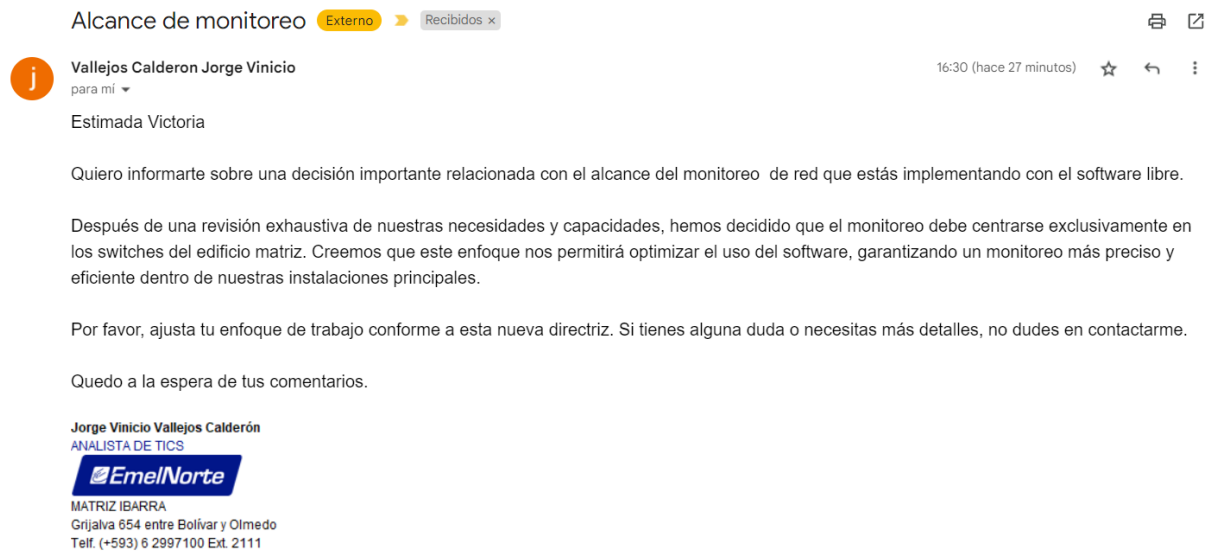 Alcance de monitoreo Externo Recibidos ×
Vallejos Calderon Jorge Vinicio 16:30 (hace 27 minutos)
para mí
j
Estimada Victoria
Quiero informarte sobre una decisión importante relacionada con el alcance del monitoreo de red que estás implementando con el software libre.
Después de una revisión exhaustiva de nuestras necesidades y capacidades, hemos decidido que el monitoreo debe centrarse exclusivamente en
los switches del edificio matriz. Creemos que este enfoque nos permitirá optimizar el uso del software, garantizando un monitoreo más preciso y
eficiente dentro de nuestras instalaciones principales.
Por favor, ajusta tu enfoque de trabajo conforme a esta nueva directriz. Si tienes alguna duda o necesitas más detalles, no dudes en contactarme.
Quedo a la espera de tus comentarios.
Jorge Vinicio Vallejos Calderón
ANALISTA DE TICS
EmelNorte
MATRIZ IBARRA
Grijalva 654 entre Bolívar y Olmedo
Telf. (+593) 6 2997100 Ext. 2111